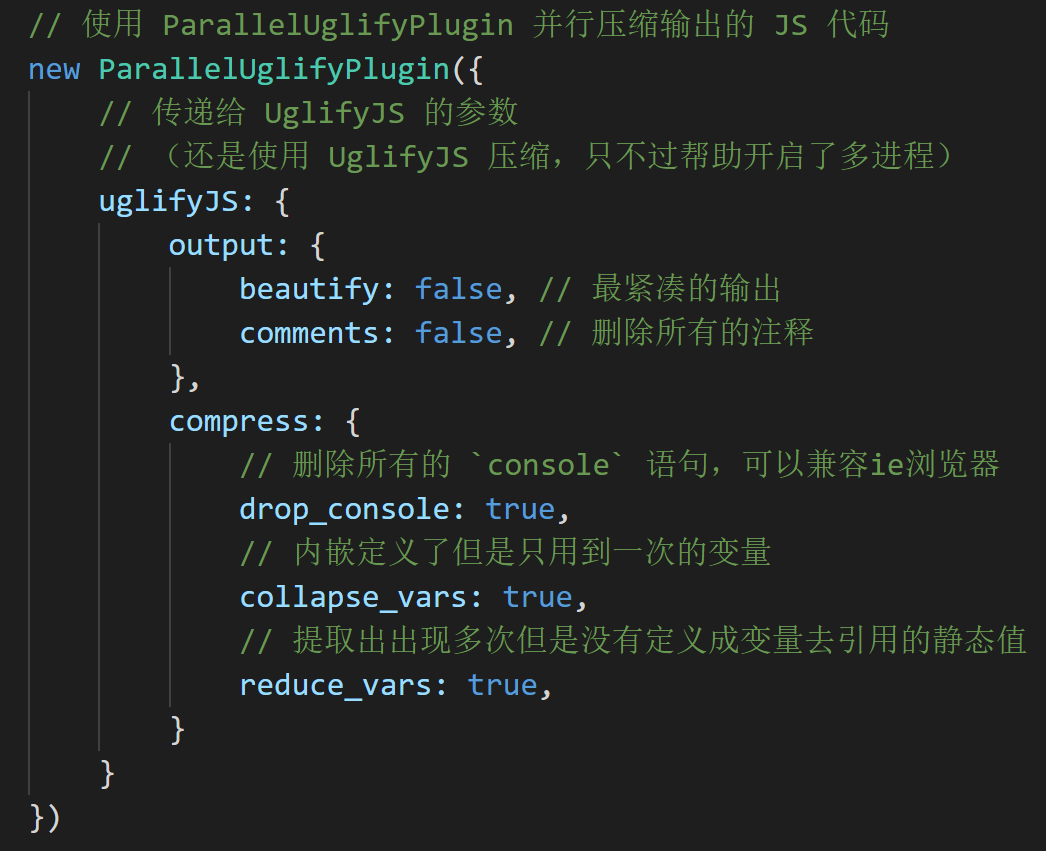 // 使用 ParallelUglifyPlugin 并行压缩输出的 JS 代码
new ParallelUglifyPlugin({
    // 传递给 UglifyJS 的参数
    // （还是使用 UglifyJS 压缩，只不过帮助开启了多进程）
    uglifyJS: {
        output: {
            beautify: false, // 最紧凑的输出
            comments: false, // 删除所有的注释
        },
        compress: {
            // 删除所有的 `console` 语句，可以兼容ie浏览器
            drop_console: true,
            // 内嵌定义了但是只用到一次的变量
            collapse_vars: true,
            // 提取出出现多次但是没有定义成变量去引用的静态值
            reduce_vars: true,
        }
    }
})